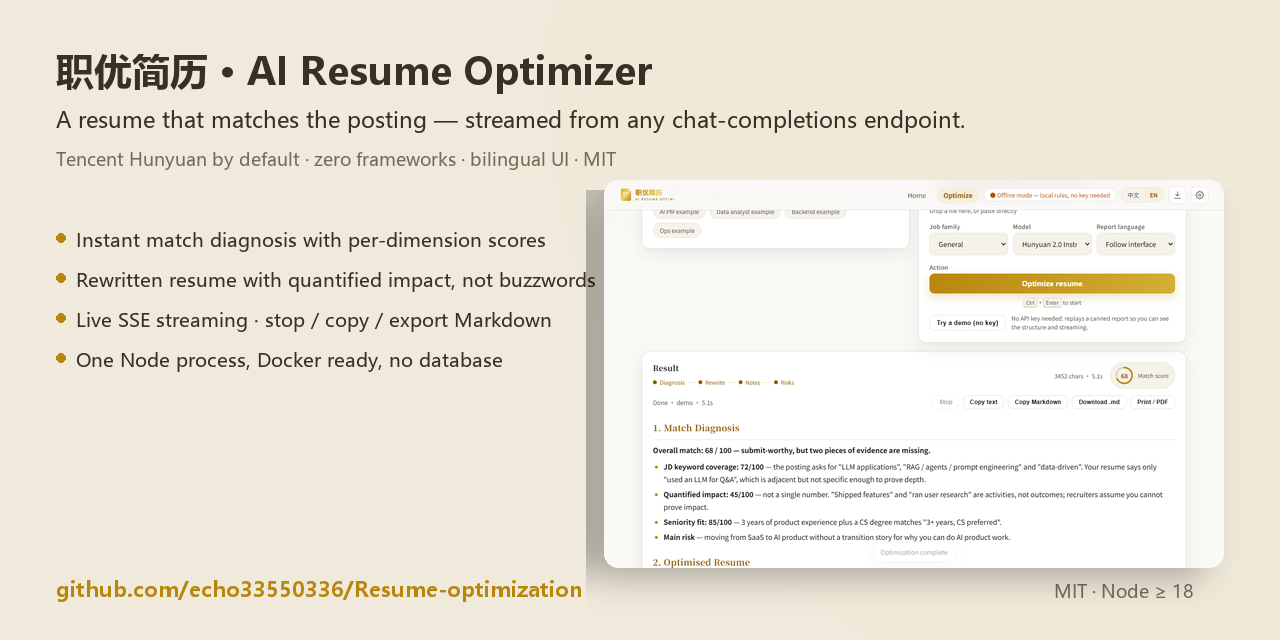 职优简历 • AI Resume Optimizer
A resume that matches the posting — streamed from any chat-completions endpoint.
Tencent Hunyuan by default · zero frameworks · bilingual UI · MIT
Instant match diagnosis with per-dimension scores
Rewritten resume with quantified impact, not buzzwords
Live SSE streaming · stop / copy / export Markdown
One Node process, Docker ready, no database
github.com/echo33550336/Resume-optimization
职优简历
AI RESUME OPTIMI
Home Optimize Offline mode — local rules, no key needed 中文 EN
AI PM example Data analyst example Backend example
Ops example
Drop a file here, or paste directly
Job family Model Report language
General Hunyuan 2.0 Instr Follow interface
Action
Optimize resume
Ctrl + Enter to start
Try a demo (no key) No API key needed: replays a canned report so you can see
the structure and streaming.
Result
Diagnosis Rewrite Notes Risks
3452 chars • 5.1s 68 Match score
Done • demo • 5.1s
Stop Copy text Copy Markdown Download .md Print / PDF
1. Match Diagnosis
Overall match: 68 / 100 — submit-worthy, but two pieces of evidence are missing.
JD keyword coverage: 72/100 — the posting asks for "LLM applications", "RAG / agents / prompt engineering" and "data-driven". Your resume says only
"used an LLM for Q&A", which is adjacent but not specific enough to prove depth.
Quantified impact: 45/100 — not a single number. "Shipped features" and "ran user research" are activities, not outcomes; recruiters assume you cannot
prove impact.
Seniority fit: 85/100 — 3 years of product experience plus a CS degree matches "3+ years, CS preferred".
Main risk — moving from SaaS to AI product without a transition story for why you can do AI product work.
Optimization complete
2. Optimised Resume
MIT · Node ≥ 18